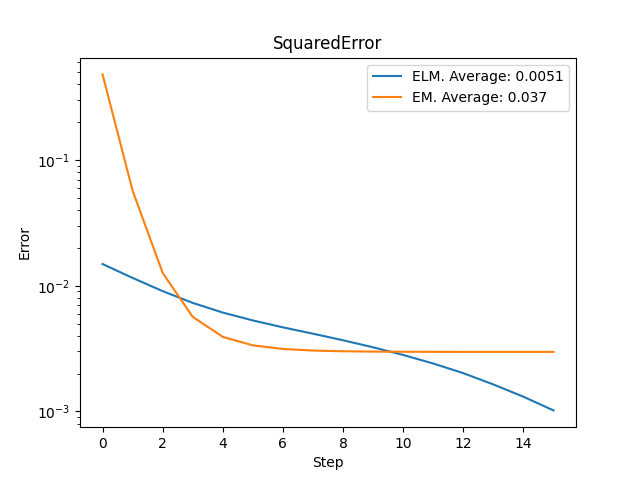 SquaredError
ELM. Average: 0.0051
EM. Average: 0.037
Error
10⁻¹
10⁻²
10⁻³
0 2 4 6 8 10 12 14
Step